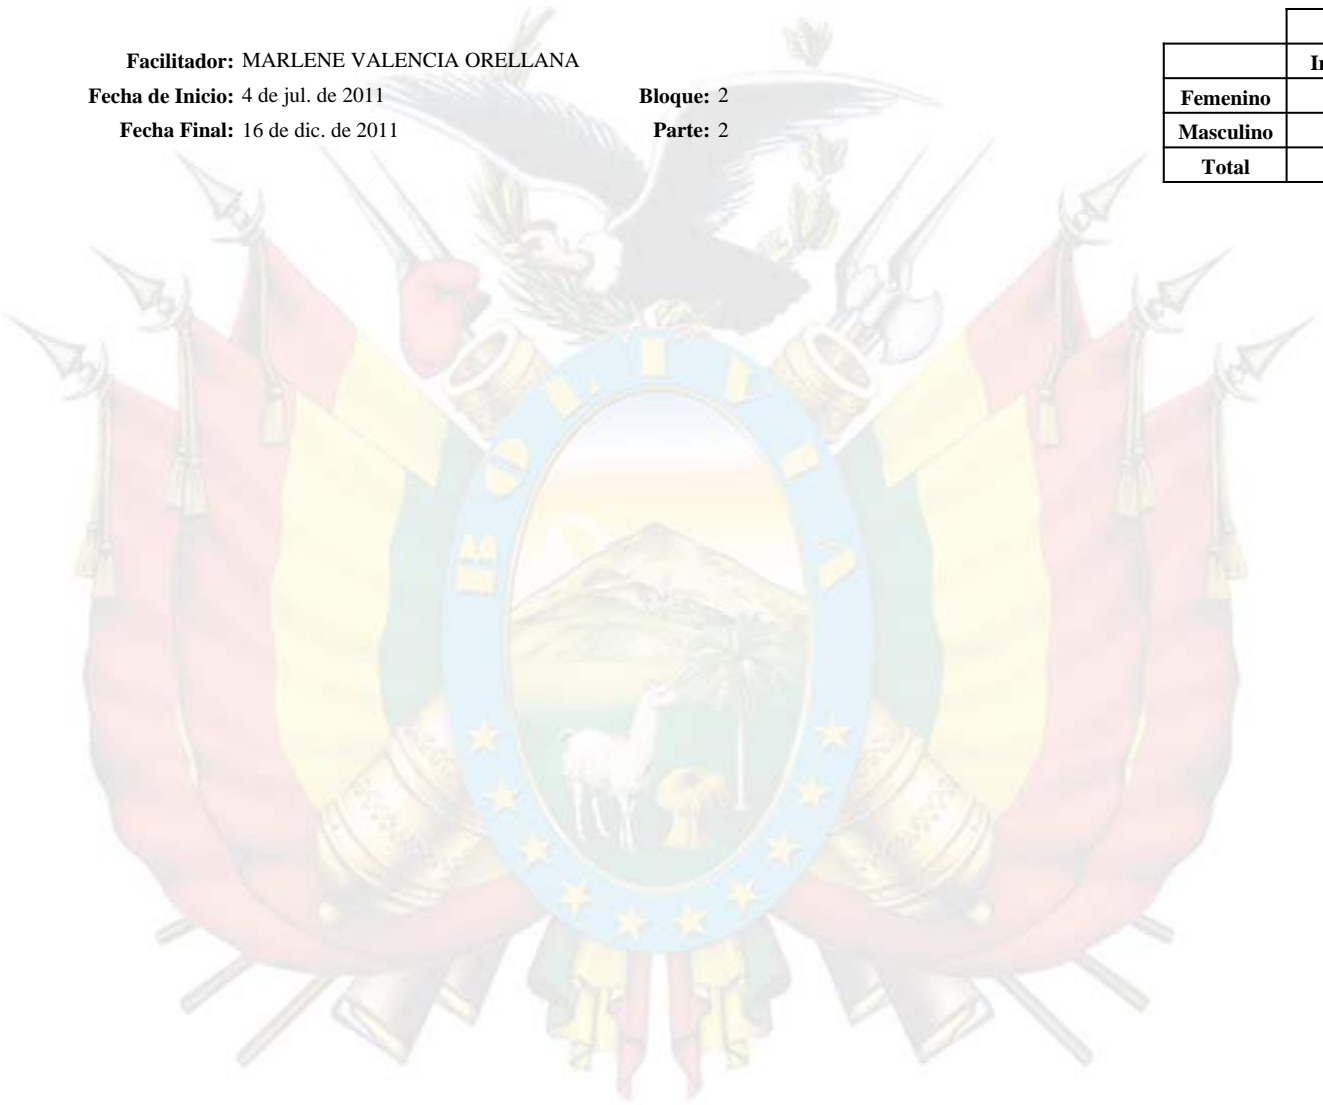 Facilitador: MARLENE VALENCIA ORELLANA
Fecha de Inicio: 4 de jul. de 2011 Bloque: 2
Fecha Final: 16 de dic. de 2011 Parte: 2
Femenino
Masculino
Total
BOLIVIA